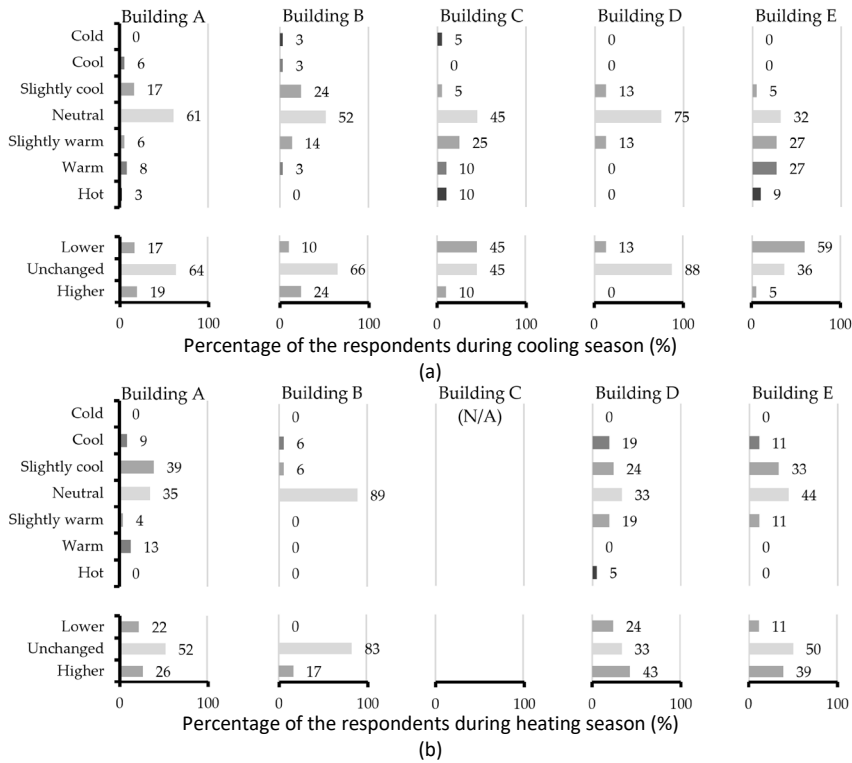 Building A Building B Building C Building D Building E
Cold 0 3 5 0 0
Cool 6 3 0 0 0
Slightly cool 17 24 5 13 5
Neutral 61 52 45 75 32
Slightly warm 6 14 25 13 27
Warm 8 3 10 0 27
Hot 3 0 10 0 9
Lower 17 10 45 13 59
Unchanged 64 66 45 88 36
Higher 19 24 10 0 5
0 100 0 100 0 100 0 100 0 100
Percentage of the respondents during cooling season (%)
(a)
Building A Building B Building C Building D Building E
Cold 0 0 (N/A) 0 0
Cool 9 6 19 11
Slightly cool 39 6 24 33
Neutral 35 89 33 44
Slightly warm 4 0 19 11
Warm 13 0 0 0
Hot 0 0 5 0
Lower 22 0 24 11
Unchanged 52 83 33 50
Higher 26 17 43 39
0 100 0 100 0 100 0 100 0 100
Percentage of the respondents during heating season (%)
(b)